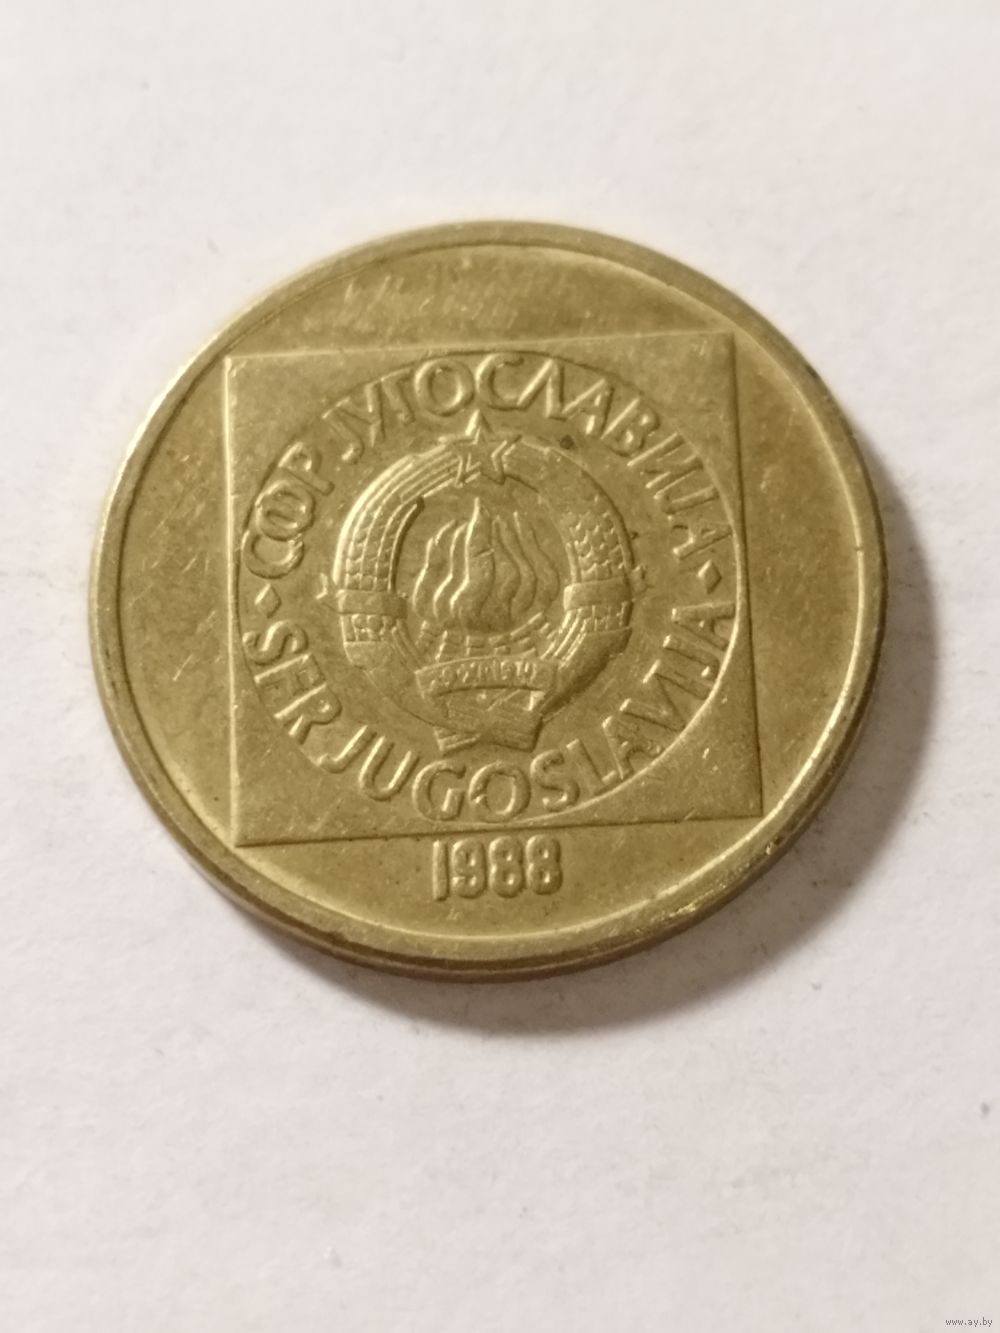 СФР ЈУГОСЛАВИЈА
SFR JUGOSLAVIJA
1988
www.ay.by